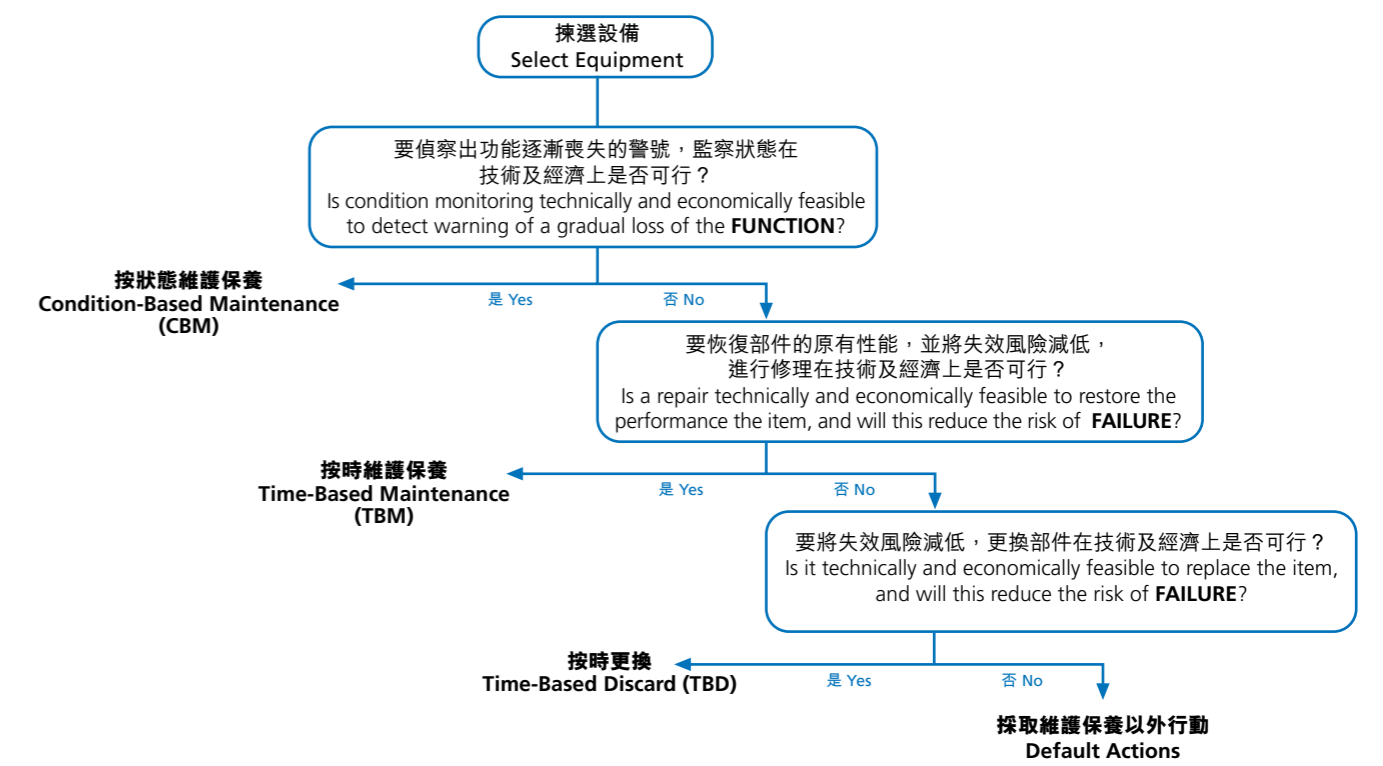 揀選設備
Select Equipment
要偵察出功能逐漸喪失的警號，監察狀態在
技術及經濟上是否可行？
Is condition monitoring technically and economically feasible
to detect warning of a gradual loss of the FUNCTION?
按狀態維護保養
Condition-Based Maintenance
(CBM)
是 Yes
否 No
要恢復部件的原有性能，並將失效風險減低，
進行修理在技術及經濟上是否可行？
Is a repair technically and economically feasible to restore the
performance the item, and will this reduce the risk of FAILURE?
按時維護保養
Time-Based Maintenance
(TBM)
是 Yes
否 No
要將失效風險減低，更換部件在技術及經濟上是否可行？
Is it technically and economically feasible to replace the item,
and will this reduce the risk of FAILURE?
按時更換
Time-Based Discard (TBD)
是 Yes
否 No
採取維護保養以外行動
Default Actions